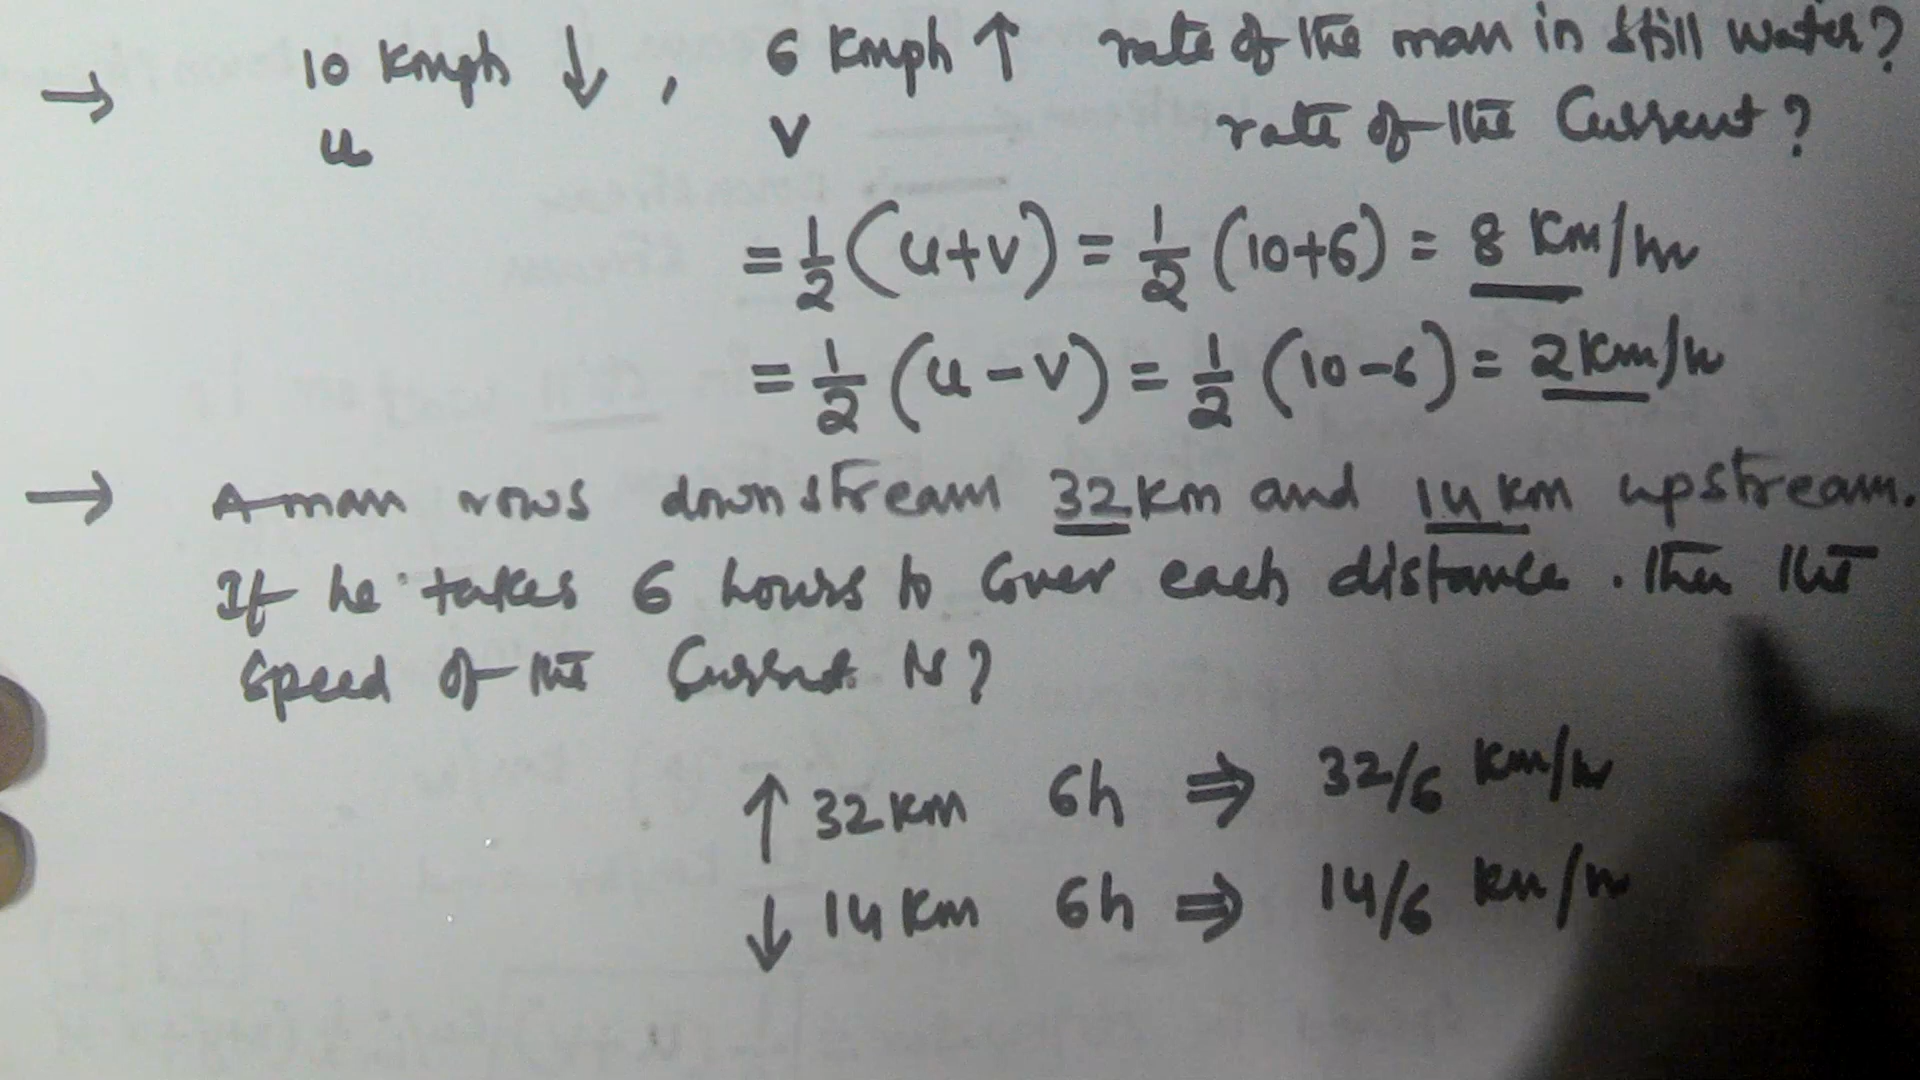 → 10 Kmph ↓ , 6 Kmph ↑ rate of the man in still water?
u v rate of the Current?
= 1/2 (u+v) = 1/2 (10+6) = 8 Km/hr
= 1/2 (u-v) = 1/2 (10-6) = 2 Km/hr
→ A man rows downstream 32 km and 14 km upstream.
If he takes 6 hours to Cover each distance. Then the
Speed of the Current is?
↑ 32 km 6h ⇒ 32/6 Km/hr
↓ 14 km 6h ⇒ 14/6 km/hr